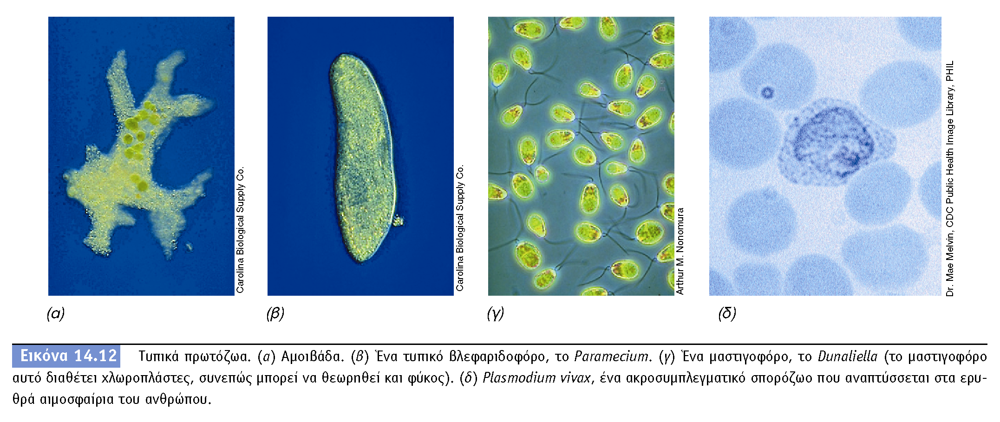 Carolina Biological Supply Co.
Carolina Biological Supply Co.
Arthur M. Nonomura
Dr. Mae Melvin, CDC Public Health Image Library, PHIL
(α)
(β)
(γ)
(δ)
Εικόνα 14.12 Τυπικά πρωτόζωα. (α) Αμοιβάδα. (β) Ένα τυπικό βλεφαριδοφόρο, το Paramecium. (γ) Ένα μαστιγοφόρο, το Dunaliella (το μαστιγοφόρο
αυτό διαθέτει χλωροπλάστες, συνεπώς μπορεί να θεωρηθεί και φύκος). (δ) Plasmodium vivax, ένα ακροσυμπλεγματικό σπορόζωο που αναπτύσσεται στα ερυ-
θρά αιμοσφαίρια του ανθρώπου.